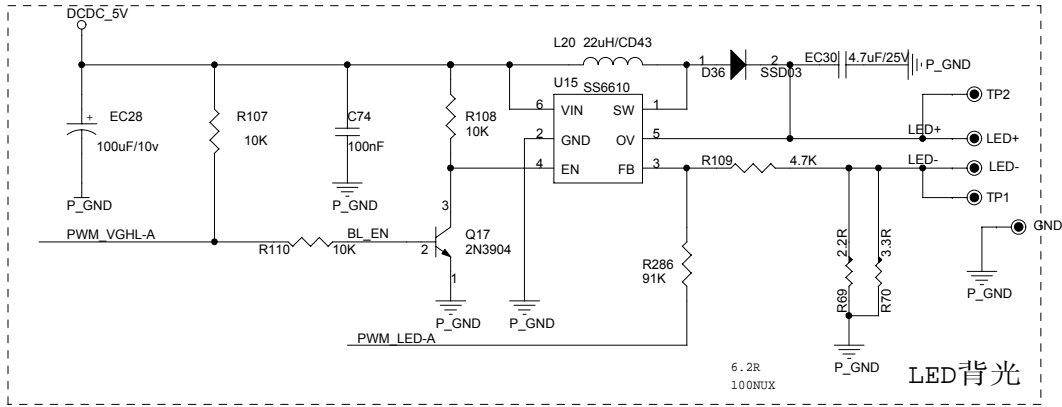 DCDC_5V
L20 22uH/CD43
1 D36 2 SSD03
EC30 4.7uF/25V
P_GND
U15 SS6610
EC28
100uF/10v
+
R107
10K
C74
100nF
R108
10K
6 VIN SW 1
2 GND OV 5
4 EN FB 3
TP2
LED+ LED+
LED- LED-
TP1
R109 4.7K
P_GND
P_GND
3
PWM_VGHL-A
R110 10K
BL_EN
2
Q17
2N3904
1
P_GND
P_GND
R286
91K
2.2R
R69
3.3R
R70
GND
P_GND
PWM_LED-A
P_GND
6.2R
100NUX
LED背光